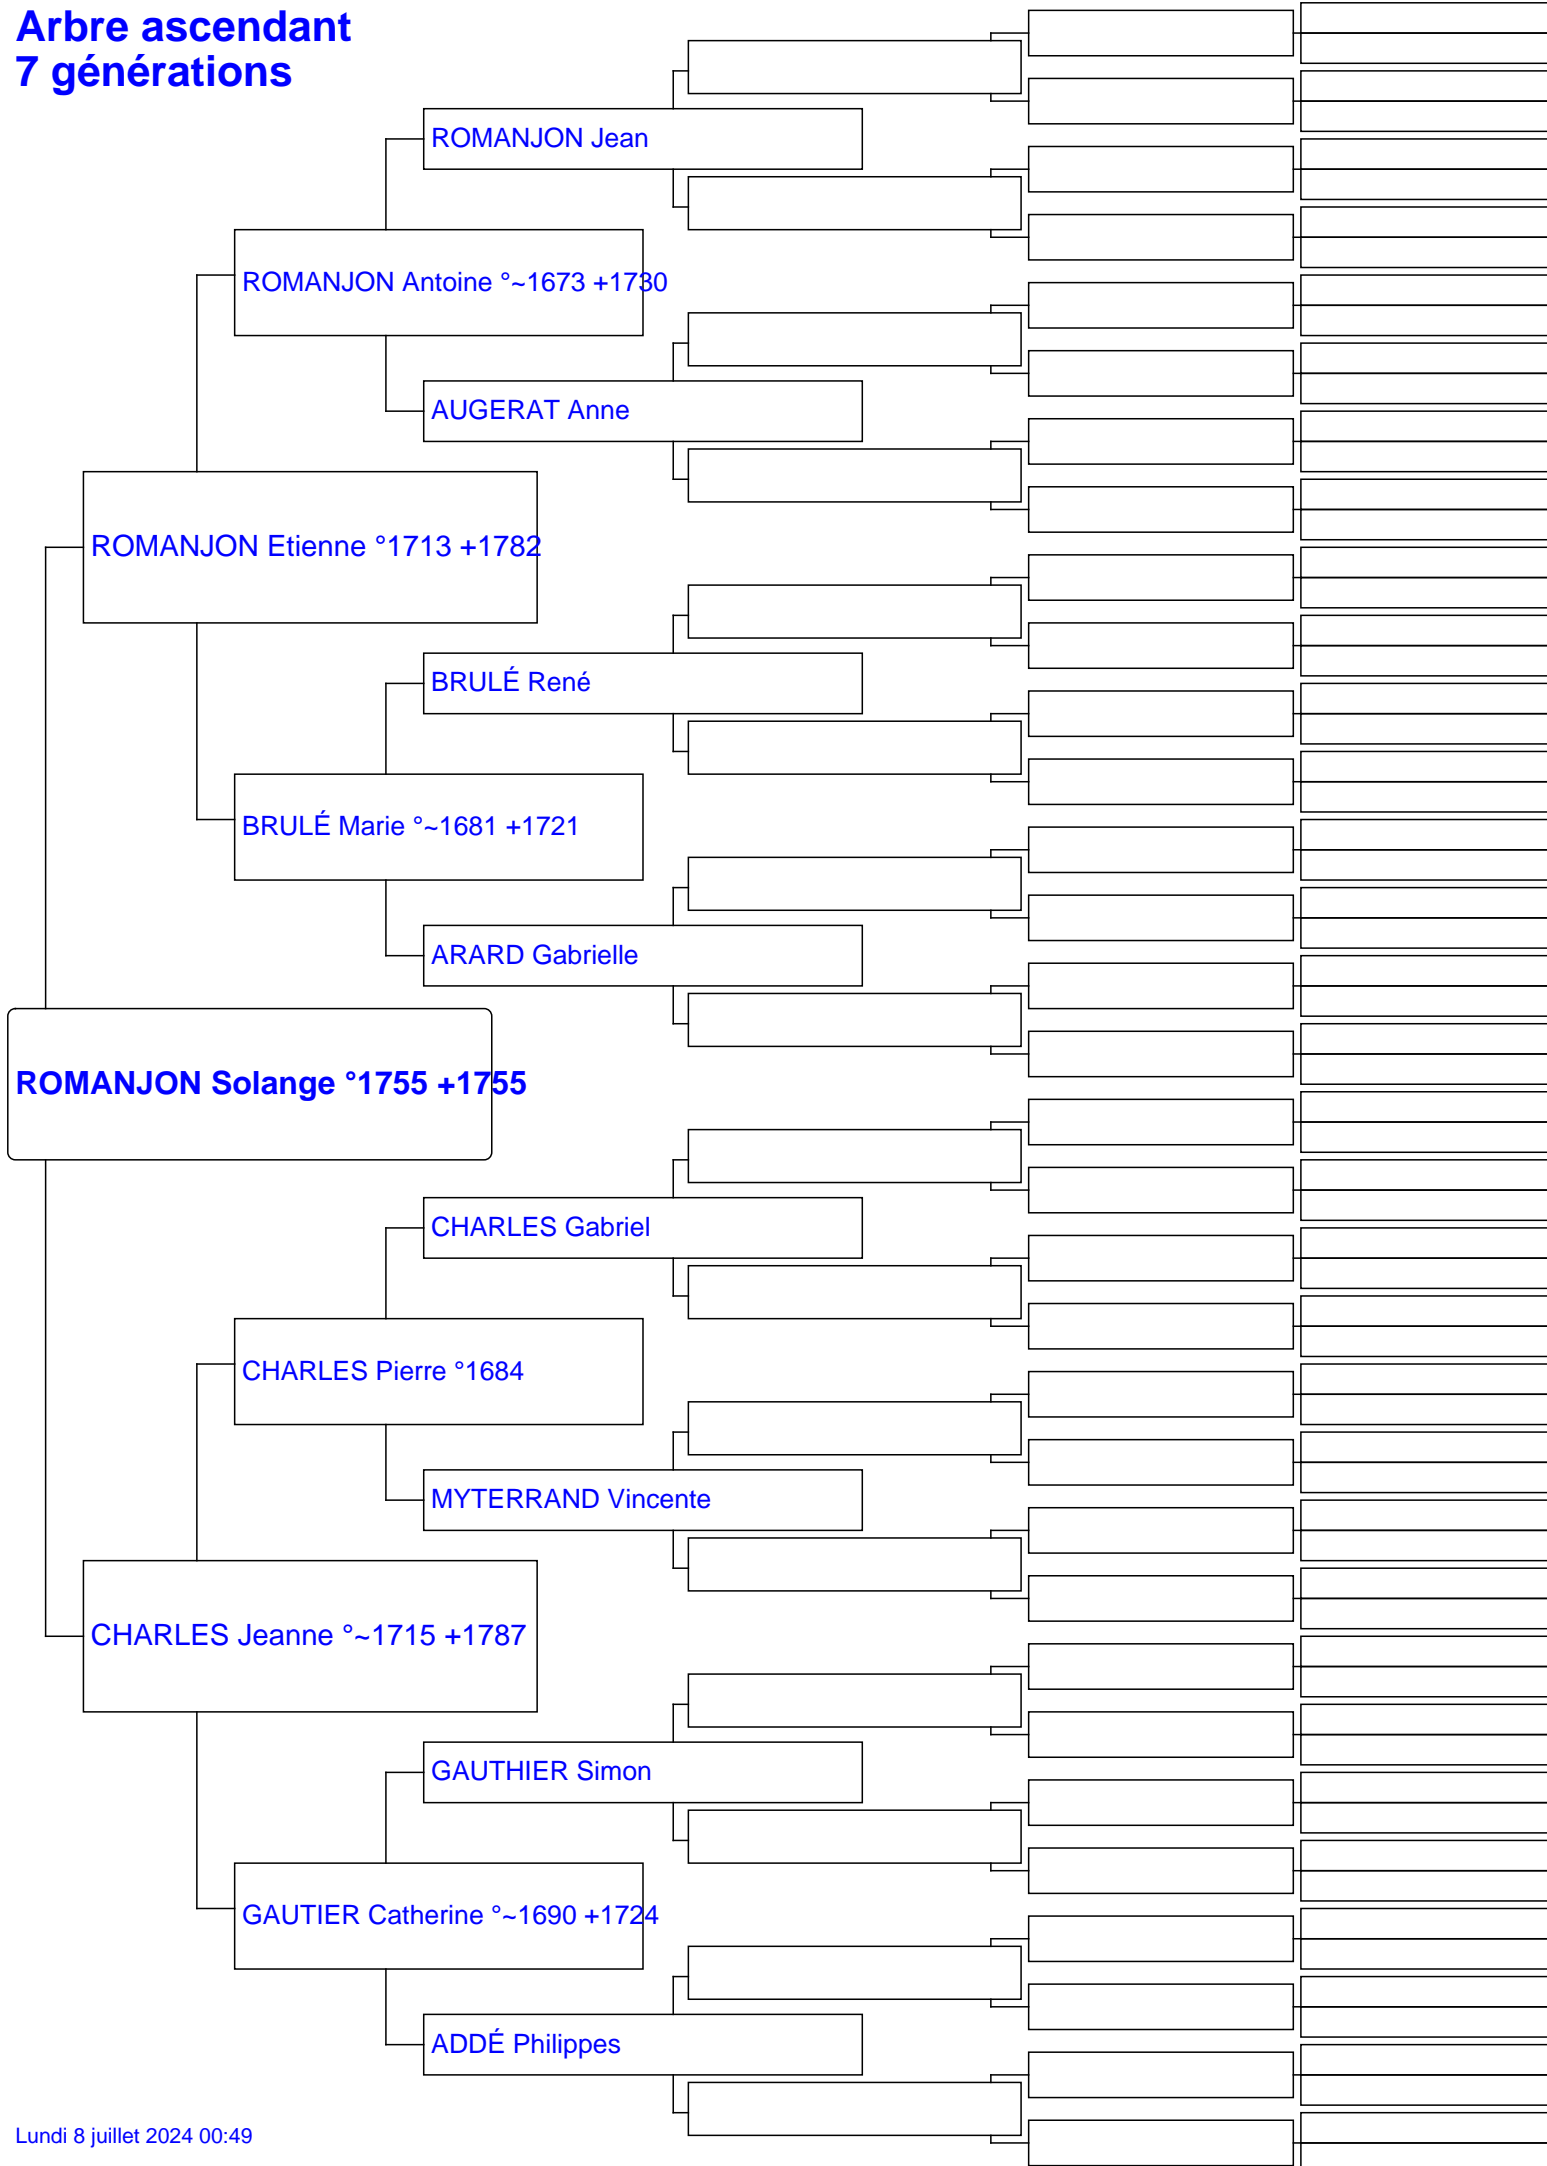 Arbre ascendant
7 générations
ROMANJON Jean
ROMANJON Antoine °~1673 +1730
AUGERAT Anne
ROMANJON Etienne °1713 +1782
BRULÉ René
BRULÉ Marie °~1681 +1721
ARARD Gabrielle
ROMANJON Solange °1755 +1755
CHARLES Gabriel
CHARLES Pierre °1684
MYTERRAND Vincente
CHARLES Jeanne °~1715 +1787
GAUTHIER Simon
GAUTIER Catherine °~1690 +1724
ADDÉ Philippes
Lundi 8 juillet 2024 00:49